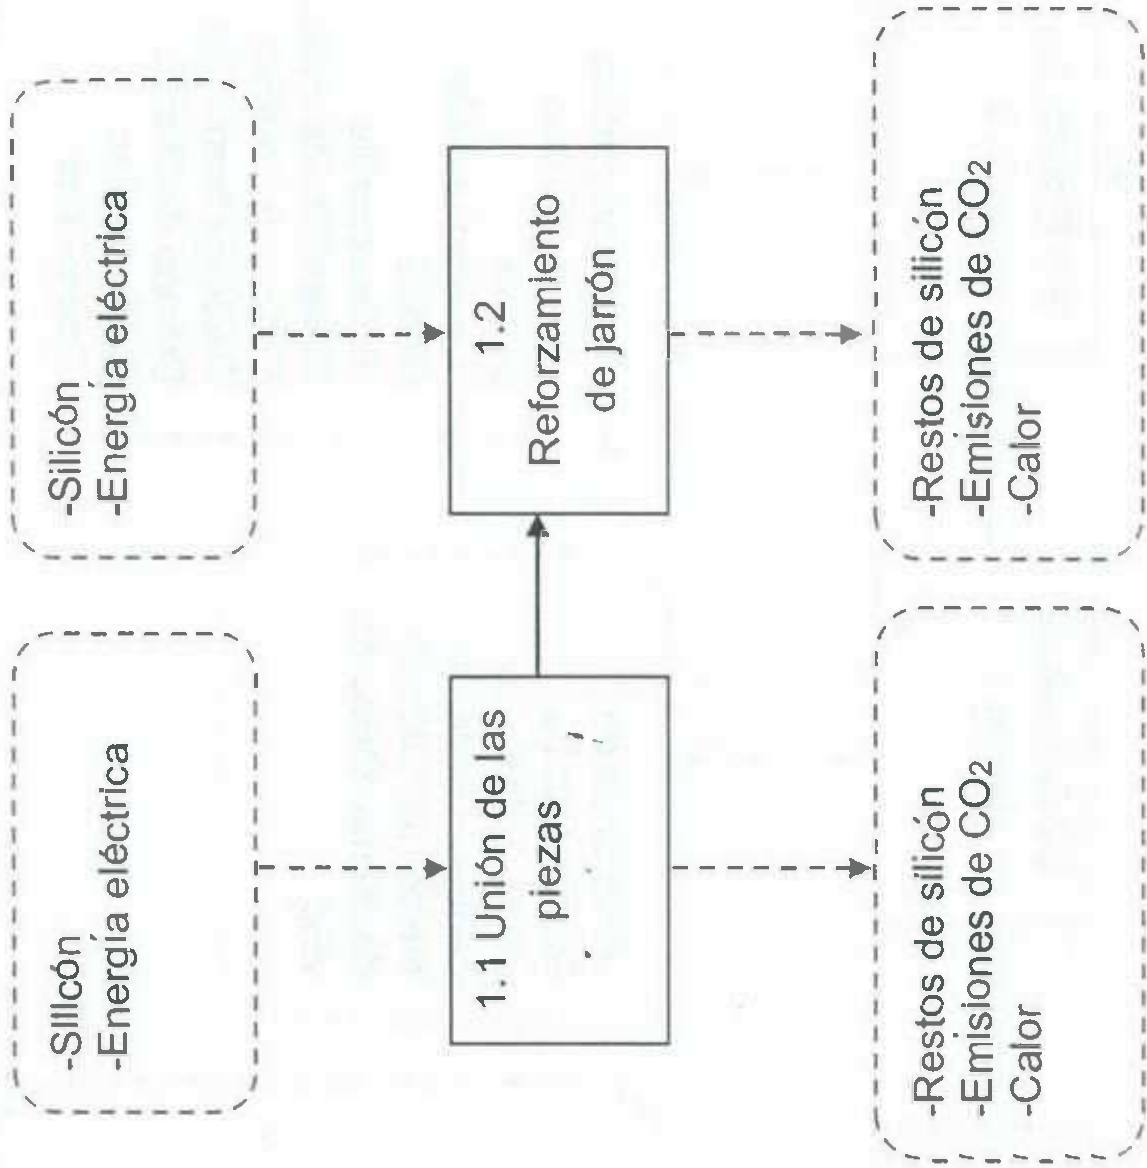 -Silicón
-Energía eléctrica
-Silicón
-Energía eléctrica
1.1 Unión de las
piezas
1.2
Reforzamiento
de jarrón
-Restos de silicón
-Emisiones de CO2
-Calor
-Restos de silicón
-Emisiones de CO2
-Calor